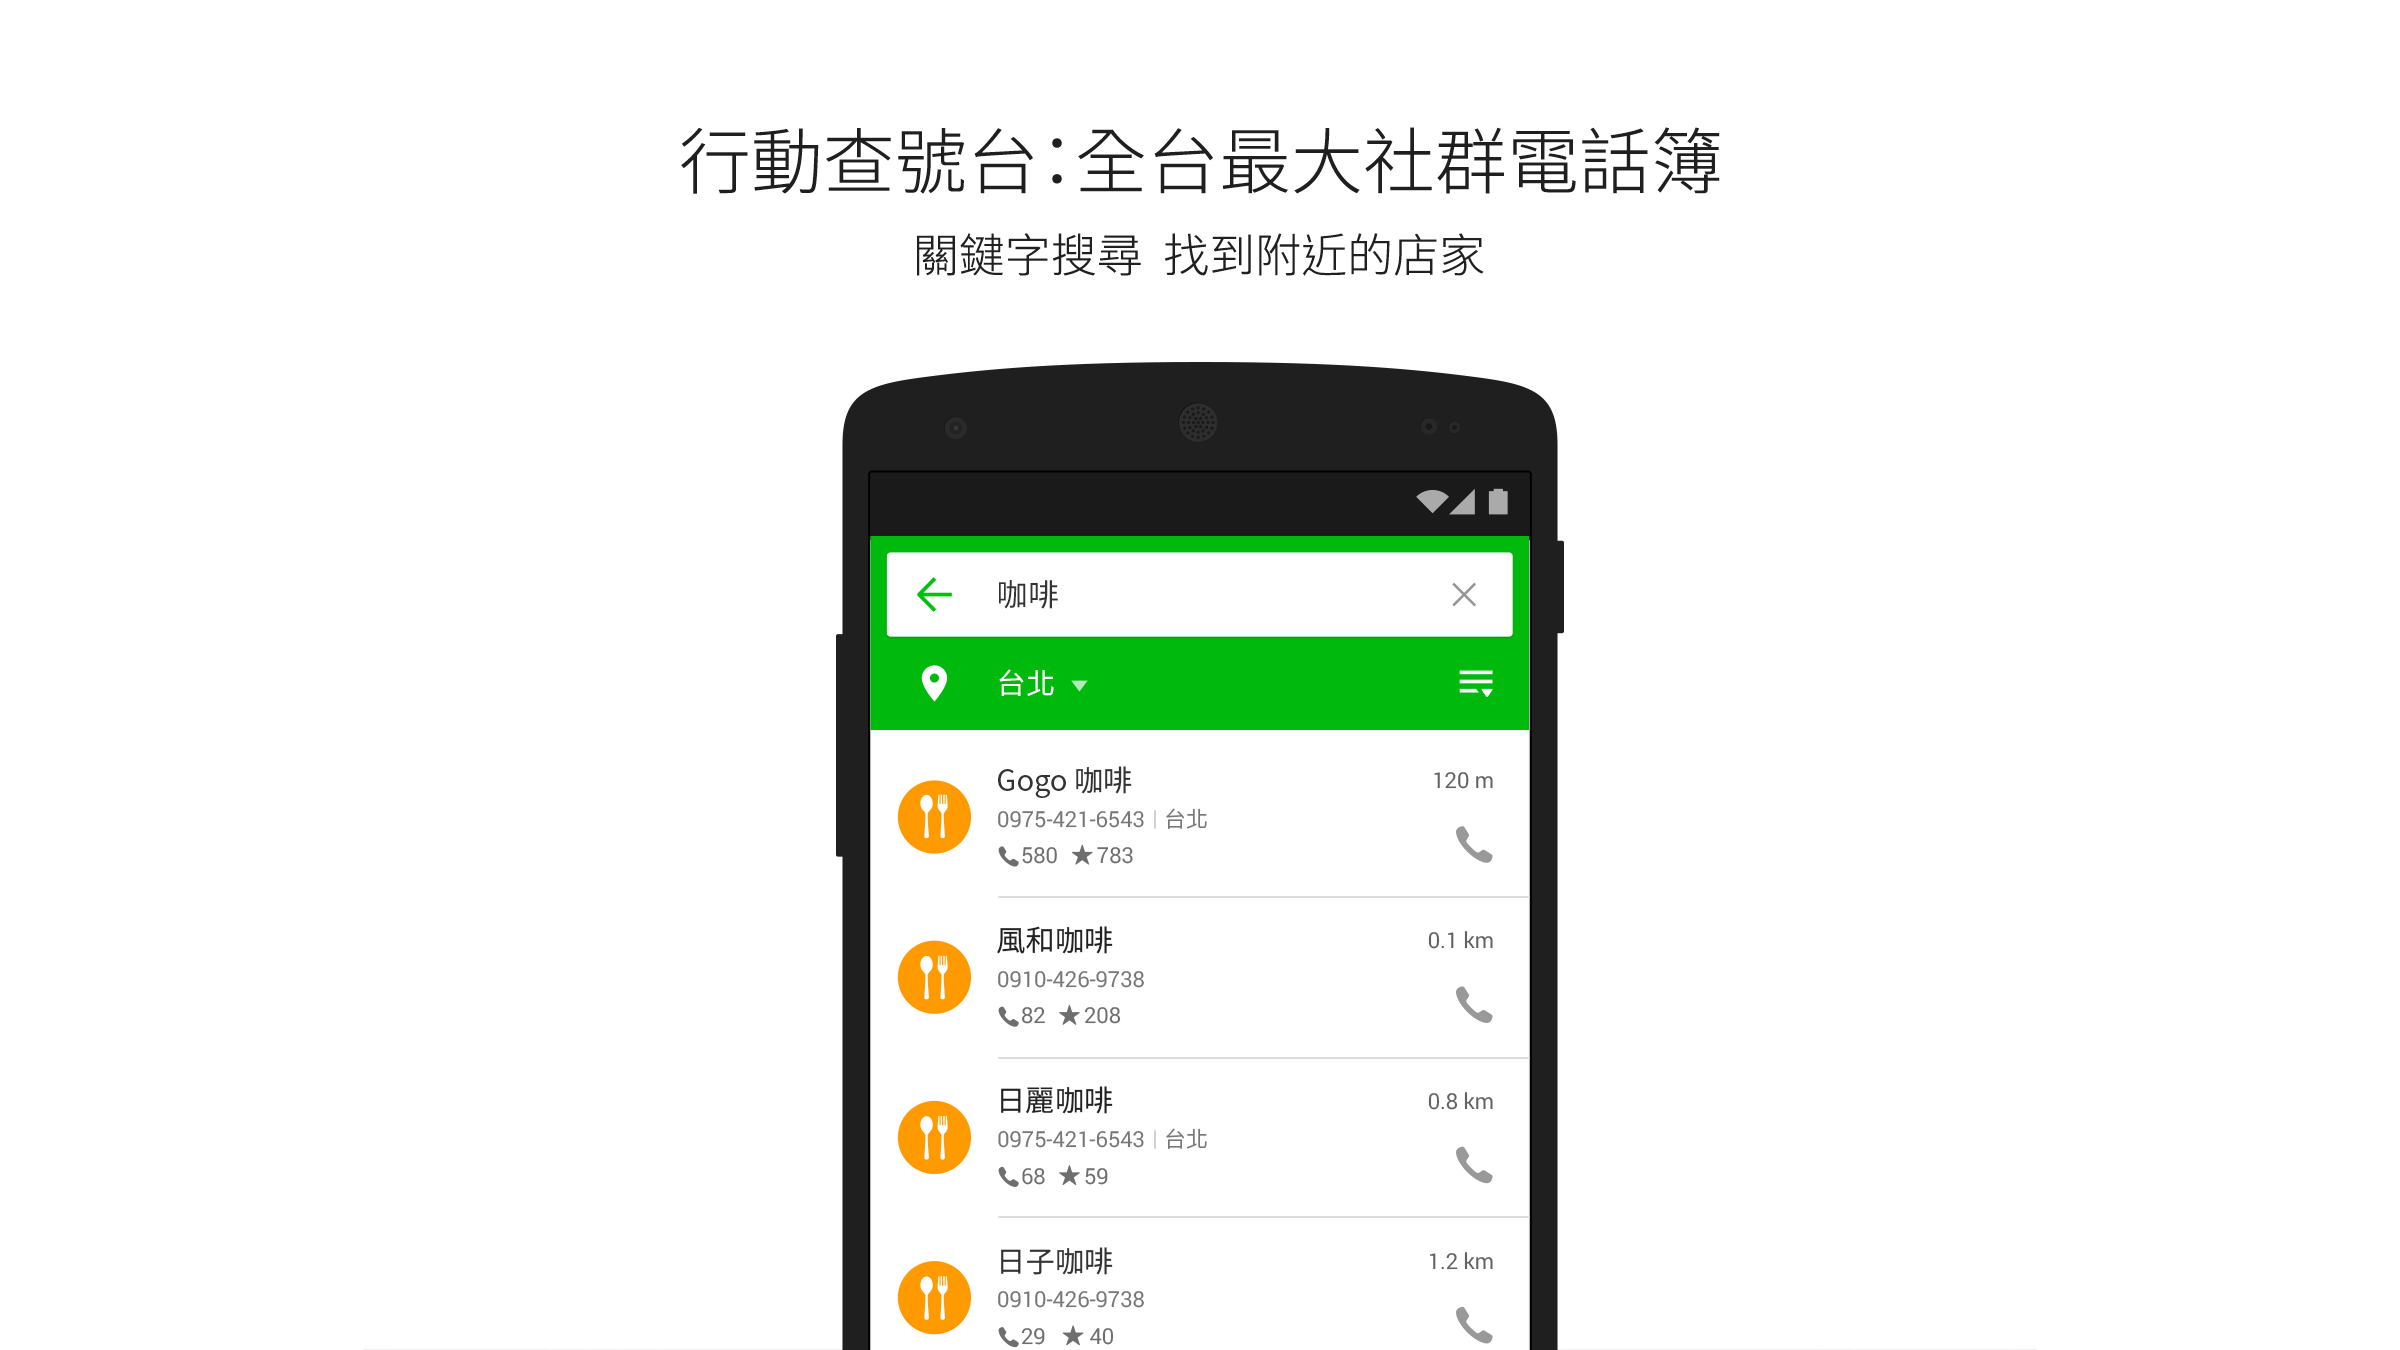 行動查號台：全台最大社群電話簿
關鍵字搜尋 找到附近的店家
咖啡
台北
Gogo 咖啡 120 m
0975-421-6543 | 台北
580 ★ 783
風和咖啡 0.1 km
0910-426-9738
82 ★ 208
日麗咖啡 0.8 km
0975-421-6543 | 台北
68 ★ 59
日子咖啡 1.2 km
0910-426-9738
29 ★ 40